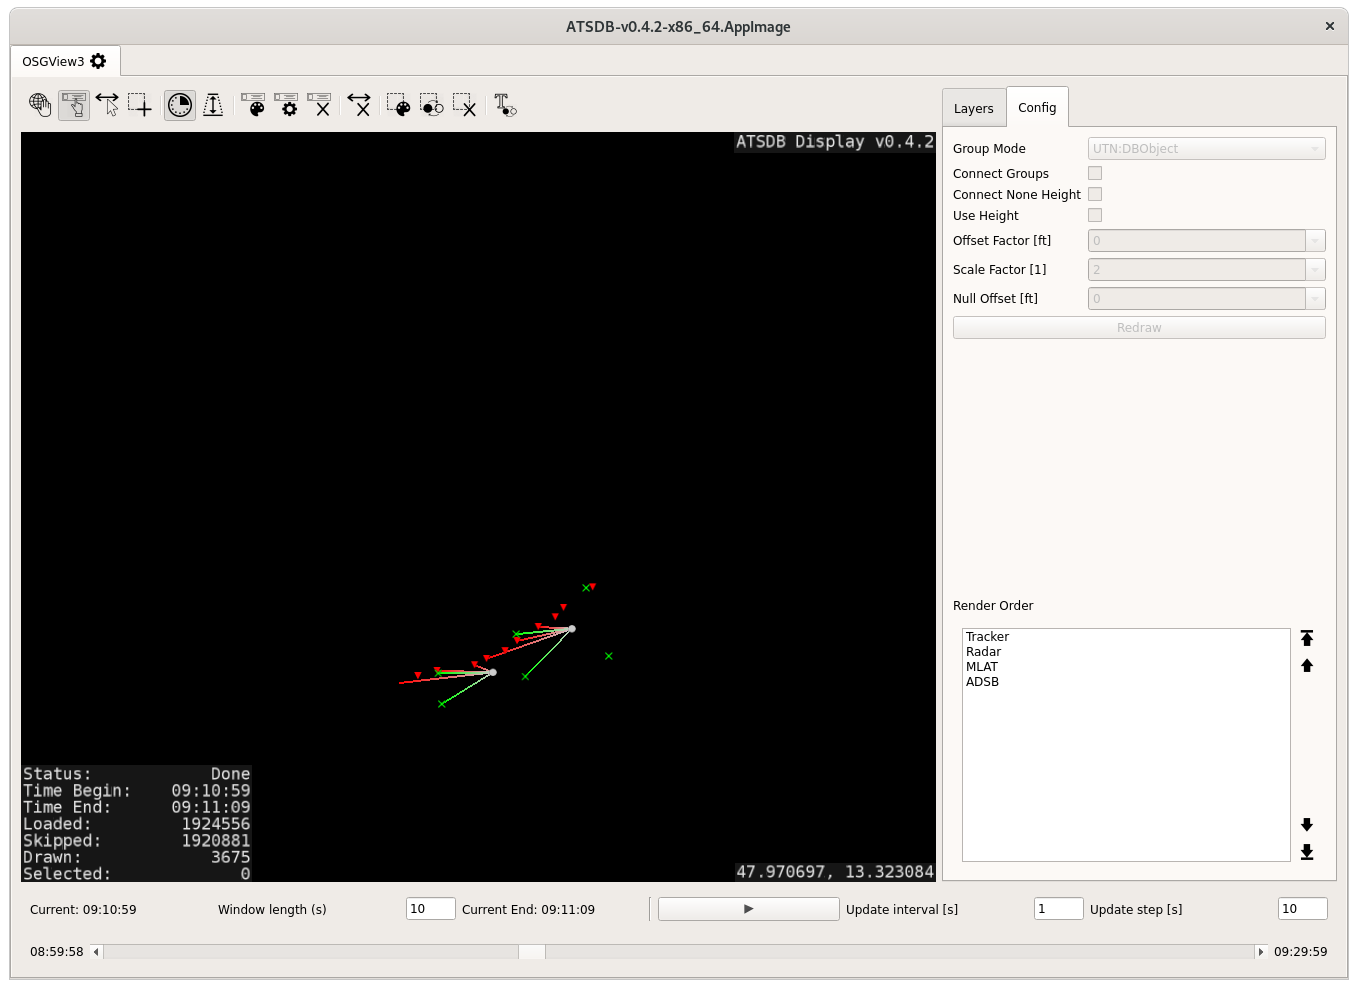 ATSDB-v0.4.2-x86_64.AppImage
OSGView3
Layers
Config
ATSDB Display v0.4.2
Group Mode UTN:DBObject
Connect Groups
Connect None Height
Use Height
Offset Factor [ft] 0
Scale Factor [1] 2
Null Offset [ft] 0
Redraw
Render Order
Tracker
Radar
MLAT
ADSB
Status: Done
Time Begin: 09:10:59
Time End: 09:11:09
Loaded: 1924556
Skipped: 1920881
Drawn: 3675
Selected: 0
47.970697, 13.323084
Current: 09:10:59 Window length (s) 10 Current End: 09:11:09 Update interval [s] 1 Update step [s] 10
08:59:58 09:29:59